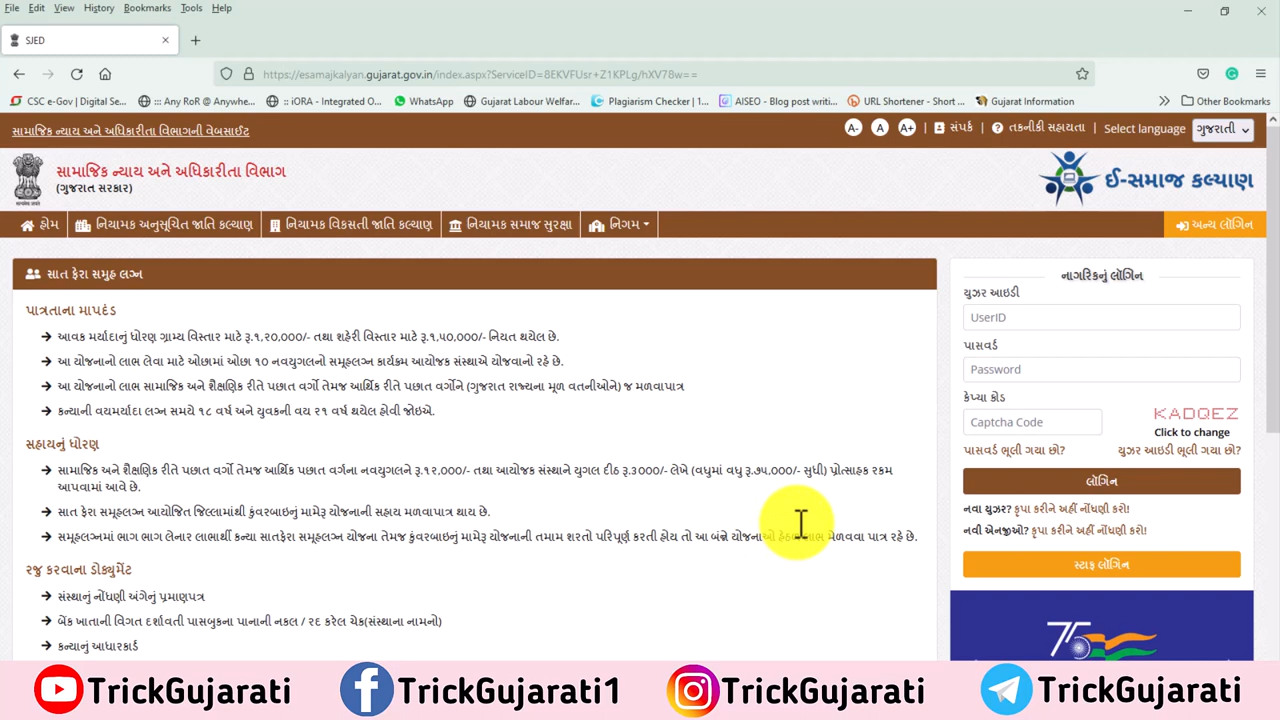 File Edit View History Bookmarks Tools Help
SJED
https://esamajkalyan.gujarat.gov.in/index.aspx?ServiceID=8EKVFUsr+Z1KPLg/hXV78w==
CSC e-Gov | Digital Se... ::: Any RoR @ Anywhe... :: iORA - Integrated O... WhatsApp Gujarat Labour Welfar... Plagiarism Checker | 1... AISEO - Blog post writi... URL Shortener - Short ... Gujarat Information Other Bookmarks
સામાજિક ન્યાય અને અધિકારીતા વિભાગની વેબસાઈટ A- A A+ | સંપર્ક | તકનીકી સહાયતા | Select language ગુજરાતી
સામાજિક ન્યાય અને અધિકારીતા વિભાગ
(ગુજરાત સરકાર)
ઈ-સમાજ કલ્યાણ
હોમ નિયામક અનુસૂચિત જાતિ કલ્યાણ નિયામક વિકસતી જાતિ કલ્યાણ નિયામક સમાજ સુરક્ષા નિગમ અન્ય લૉગિન
સાત ફેરા સમુહ લગ્ન
પાત્રતાના માપદંડ
આવક મર્યાદાનું ધોરણ ગ્રામ્ય વિસ્તાર માટે રૂ.૧,૨૦,૦૦૦/- તથા શહેરી વિસ્તાર માટે રૂ.૧,૫૦,૦૦૦/- નિયત થયેલ છે.
આ યોજનાનો લાભ લેવા માટે ઓછામાં ઓછા ૧૦ નવયુગલનો સમૂહલગ્ન કાર્યક્રમ આયોજક સંસ્થાએ યોજવાનો રહે છે.
આ યોજનાનો લાભ સામાજિક અને શૈક્ષણિક રીતે પછાત વર્ગો તેમજ આર્થિક રીતે પછાત વર્ગોને (ગુજરાત રાજ્યના મૂળ વતનીઓને) જ મળવાપાત્ર
કન્યાની વયમર્યાદા લગ્ન સમયે ૧૮ વર્ષ અને યુવકની વય ૨૧ વર્ષ થયેલ હોવી જોઇએ.
સહાયનું ધોરણ
સામાજિક અને શૈક્ષણિક રીતે પછાત વર્ગો તેમજ આર્થિક પછાત વર્ગના નવયુગલને રૂ.૧૨,૦૦૦/- તથા આયોજક સંસ્થાને યુગલ દીઠ રૂ.૩૦૦૦/- લેખે (વધુમાં વધુ રૂ.૭૫,૦૦૦/- સુધી) પ્રોત્સાહક રકમ
આપવામાં આવે છે.
સાત ફેરા સમૂહલગ્ન આયોજિત જિલ્લામાંથી કુંવરબાઇનું મામેરૂ યોજનાની સહાય મળવાપાત્ર થાય છે.
સમૂહલગ્નમાં ભાગ ભાગ લેનાર લાભાર્થી કન્યા સાતફેરા સમૂહલગ્ન યોજના તેમજ કુંવરબાઇનું મામેરૂ યોજનાની તમામ શરતો પરિપૂર્ણ કરતી હોય તો આ બંન્ને યોજનાઓ હેઠળ લાભ મેળવવા પાત્ર રહે છે.
રજુ કરવાના ડોક્યુમેંટ
સંસ્થાનું નોંધણી અંગેનું પ્રમાણપત્ર
બેંક ખાતાની વિગત દર્શાવતી પાસબુકના પાનાની નકલ / રદ કરેલ ચેક(સંસ્થાના નામનો)
કન્યાનું આધારકાર્ડ
નાગરિકનું લૉગિન
યુઝર આઇડી
UserID
પાસવર્ડ
Password
કેપ્ચા કોડ
Captcha Code KADQEZ
Click to change
પાસવર્ડ ભૂલી ગયા છો? યુઝર આઈડી ભૂલી ગયા છો?
લૉગિન
નવા યુઝર? કૃપા કરીને અહીં નોંધણી કરો!
નવી એનજીઓ? કૃપા કરીને અહીં નોંધણી કરો!
સ્ટાફ લૉગિન
75
TrickGujarati TrickGujarati1 TrickGujarati TrickGujarati